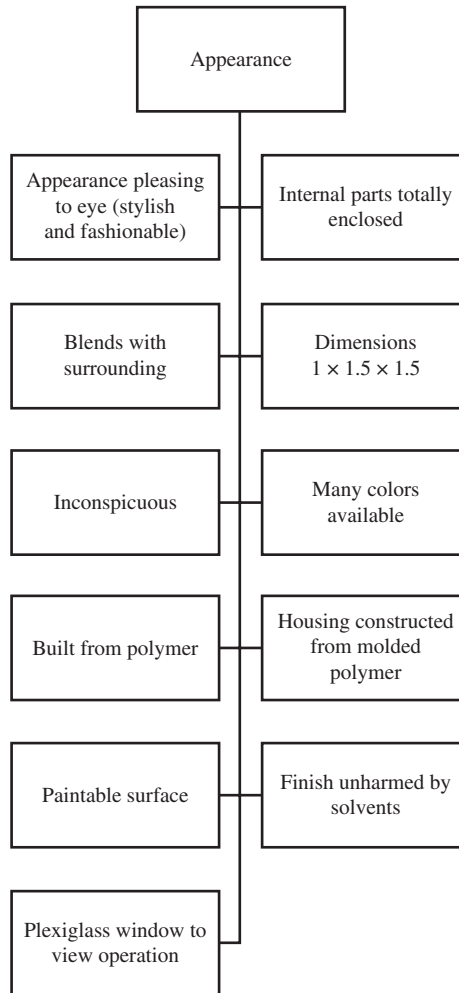 Appearance
Appearance pleasing
to eye (stylish
and fashionable)
Internal parts totally
enclosed
Blends with
surrounding
Dimensions
1 × 1.5 × 1.5
Inconspicuous
Many colors
available
Built from polymer
Housing constructed
from molded
polymer
Paintable surface
Finish unharmed by
solvents
Plexiglass window to
view operation